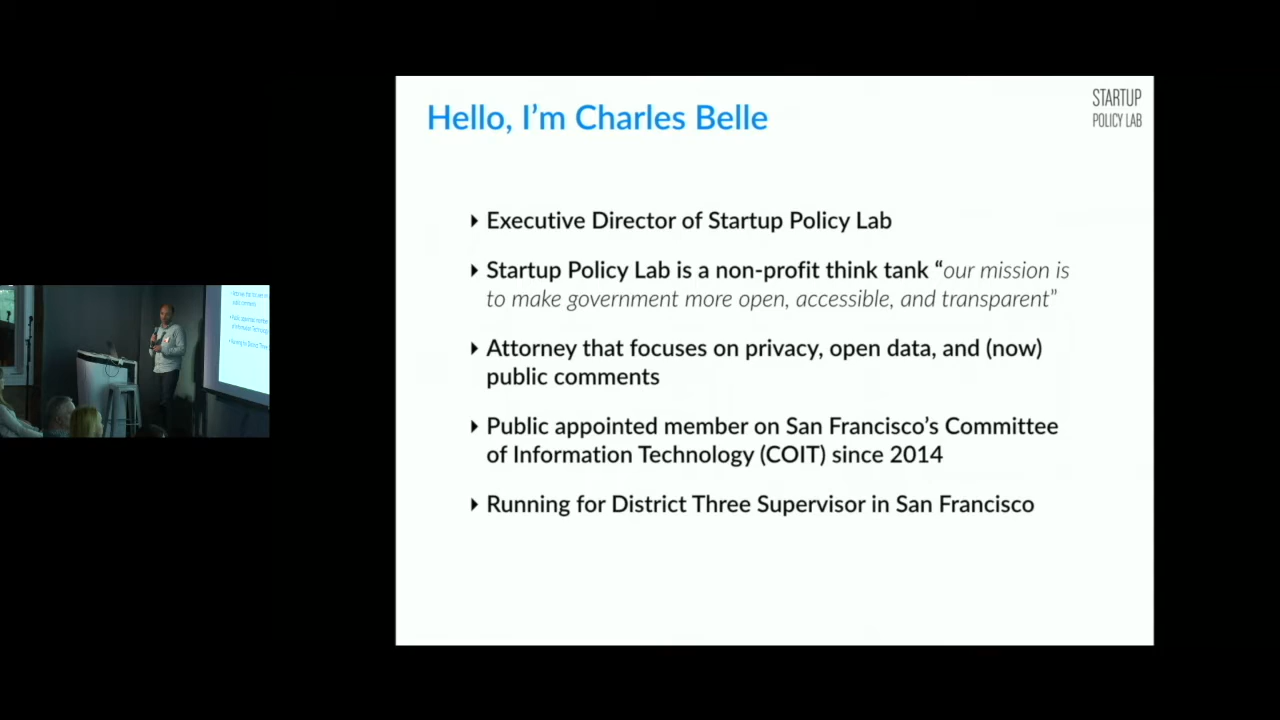 Hello, I’m Charles Belle
STARTUP
POLICY LAB
Executive Director of Startup Policy Lab
Startup Policy Lab is a non-profit think tank “our mission is
to make government more open, accessible, and transparent”
Attorney that focuses on privacy, open data, and (now)
public comments
Public appointed member on San Francisco’s Committee
of Information Technology (COIT) since 2014
Running for District Three Supervisor in San Francisco